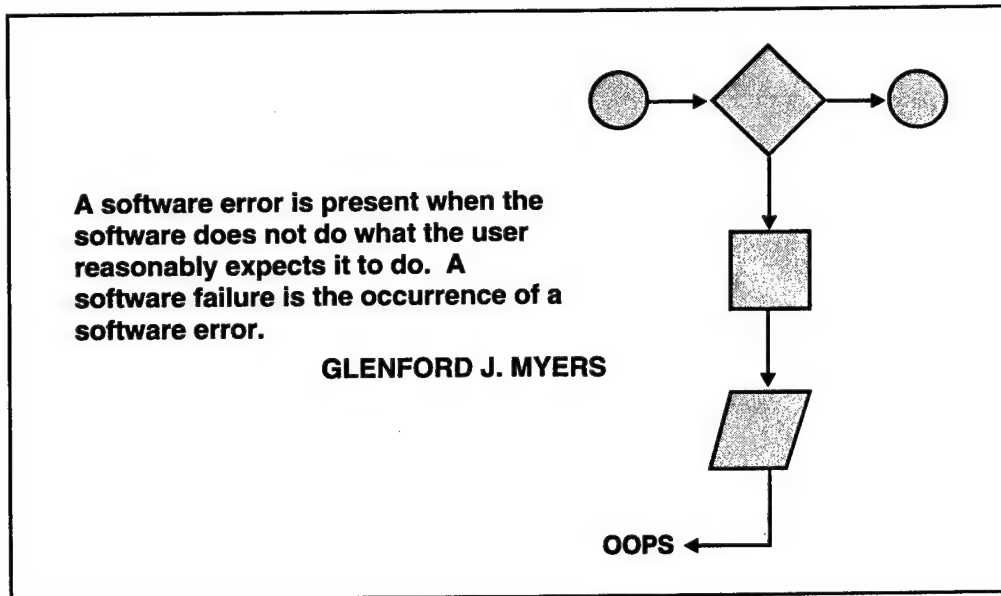 A software error is present when the
software does not do what the user
reasonably expects it to do. A
software failure is the occurrence of a
software error.
GLENFORD J. MYERS
OOPS